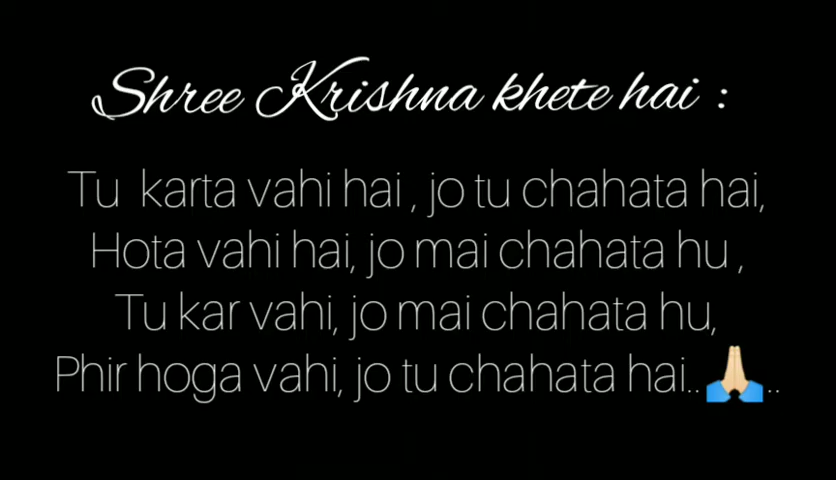 Shree Krishna khete hai :
Tu karta vahi hai , jo tu chahata hai,
Hota vahi hai, jo mai chahata hu ,
Tu kar vahi, jo mai chahata hu,
Phir hoga vahi, jo tu chahata hai..🙏🏼..